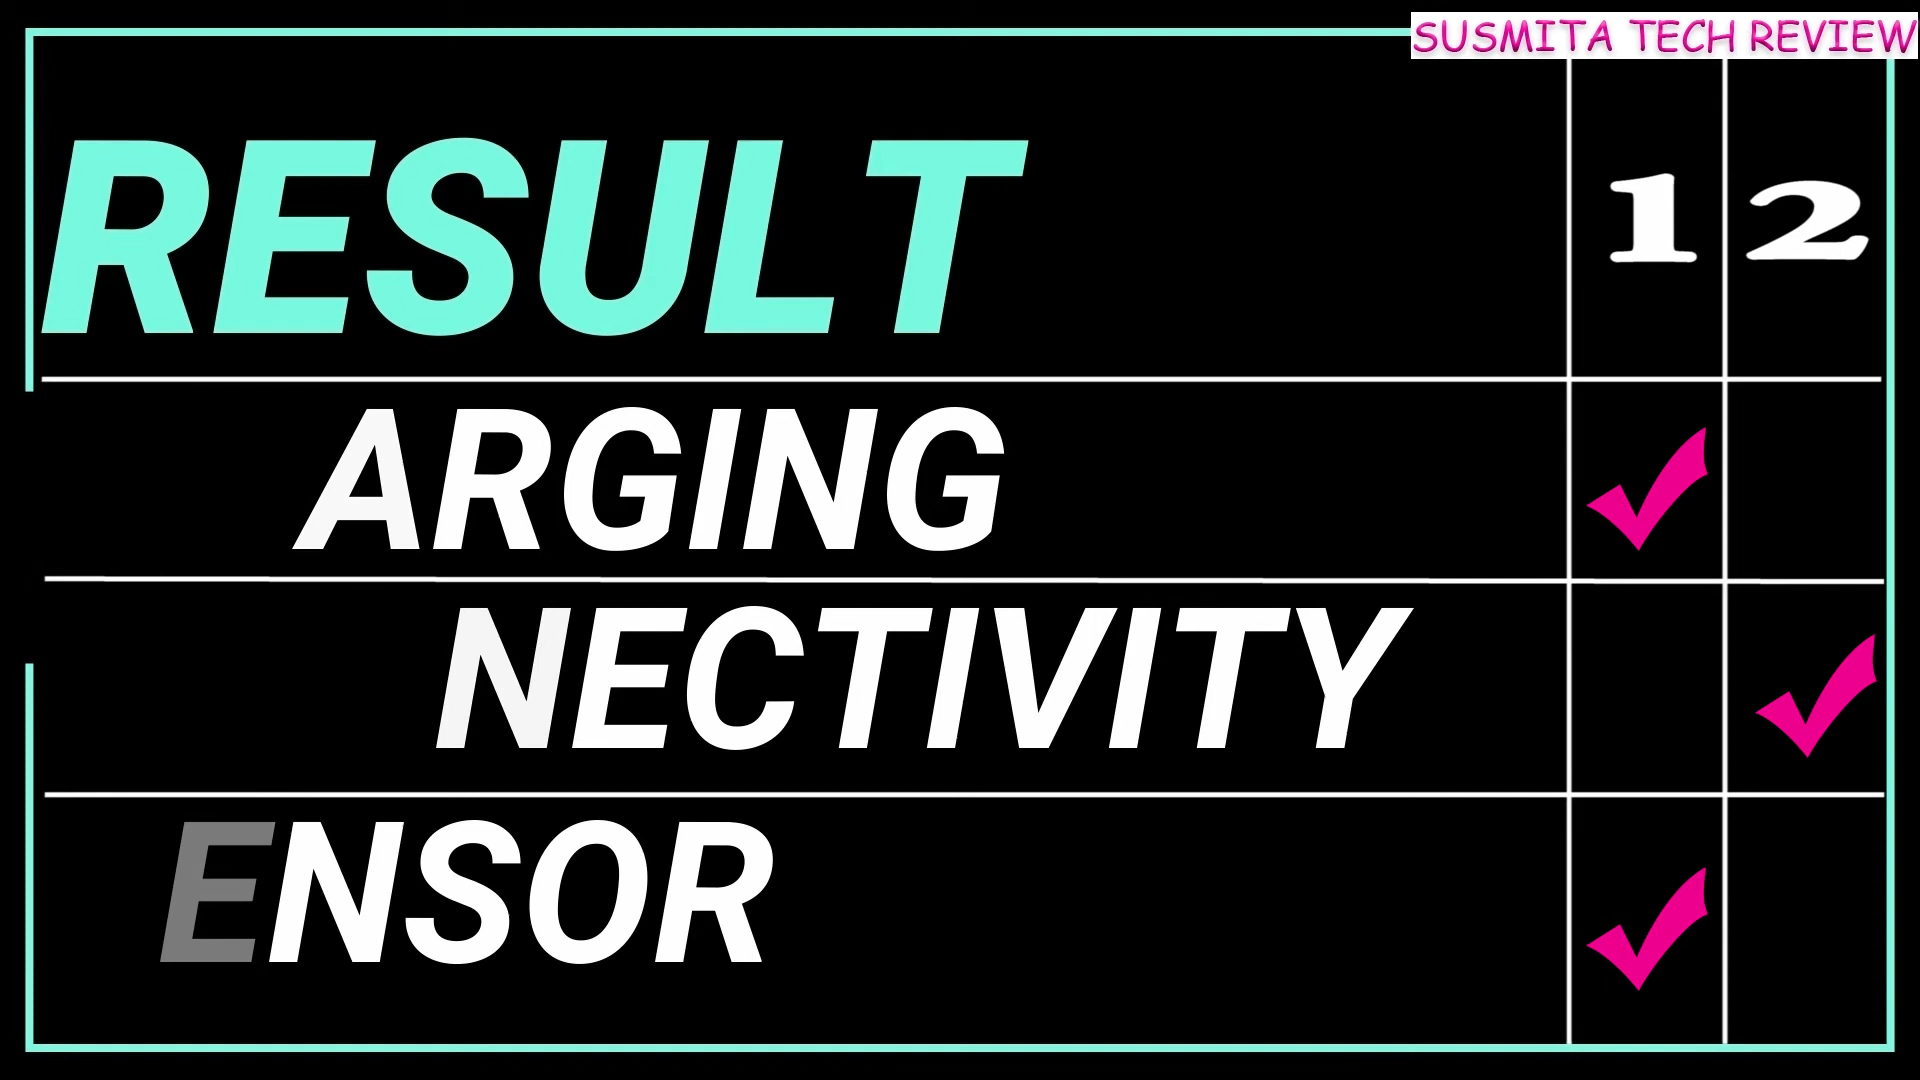 SUSMITA TECH REVIEW
RESULT 1 2
ARGING
NECTIVITY
ENSOR